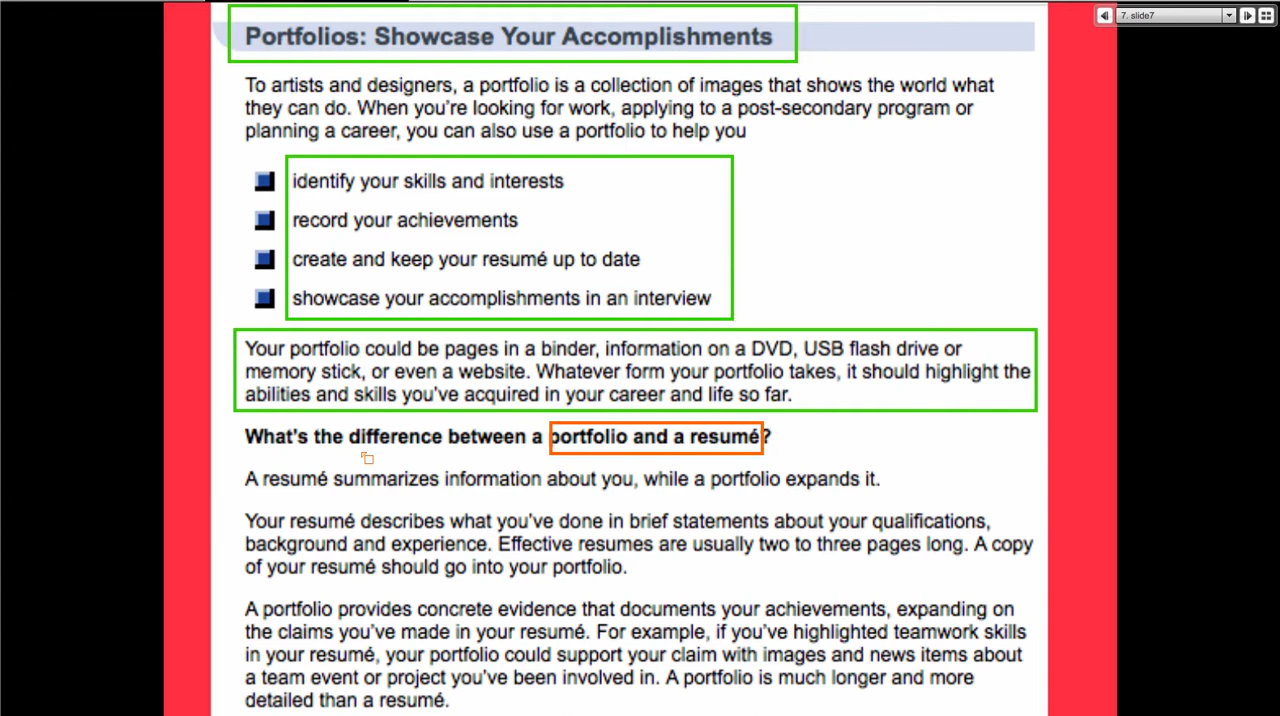 7. slide7
Portfolios: Showcase Your Accomplishments
To artists and designers, a portfolio is a collection of images that shows the world what
they can do. When you're looking for work, applying to a post-secondary program or
planning a career, you can also use a portfolio to help you
identify your skills and interests
record your achievements
create and keep your resumé up to date
showcase your accomplishments in an interview
Your portfolio could be pages in a binder, information on a DVD, USB flash drive or
memory stick, or even a website. Whatever form your portfolio takes, it should highlight the
abilities and skills you've acquired in your career and life so far.
What's the difference between a portfolio and a resumé?
A resumé summarizes information about you, while a portfolio expands it.
Your resumé describes what you've done in brief statements about your qualifications,
background and experience. Effective resumes are usually two to three pages long. A copy
of your resumé should go into your portfolio.
A portfolio provides concrete evidence that documents your achievements, expanding on
the claims you've made in your resumé. For example, if you've highlighted teamwork skills
in your resumé, your portfolio could support your claim with images and news items about
a team event or project you've been involved in. A portfolio is much longer and more
detailed than a resumé.